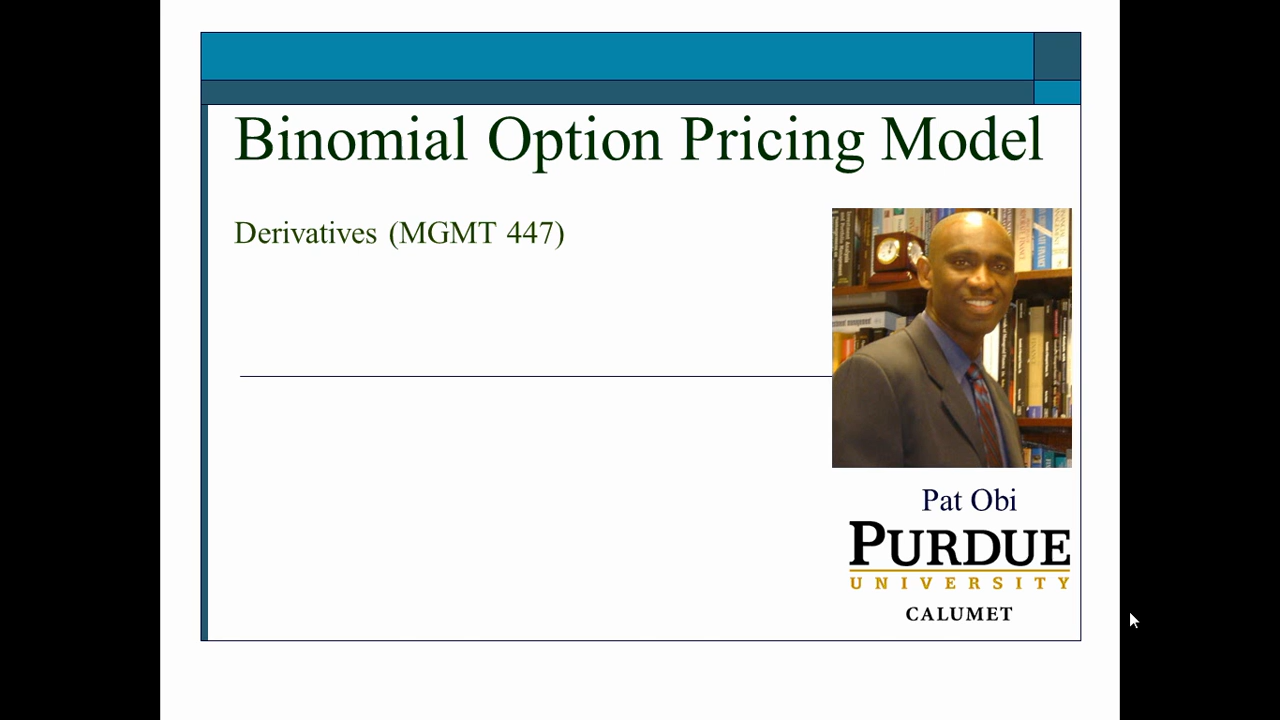 Binomial Option Pricing Model
Derivatives (MGMT 447)
Pat Obi
PURDUE
UNIVERSITY
CALUMET